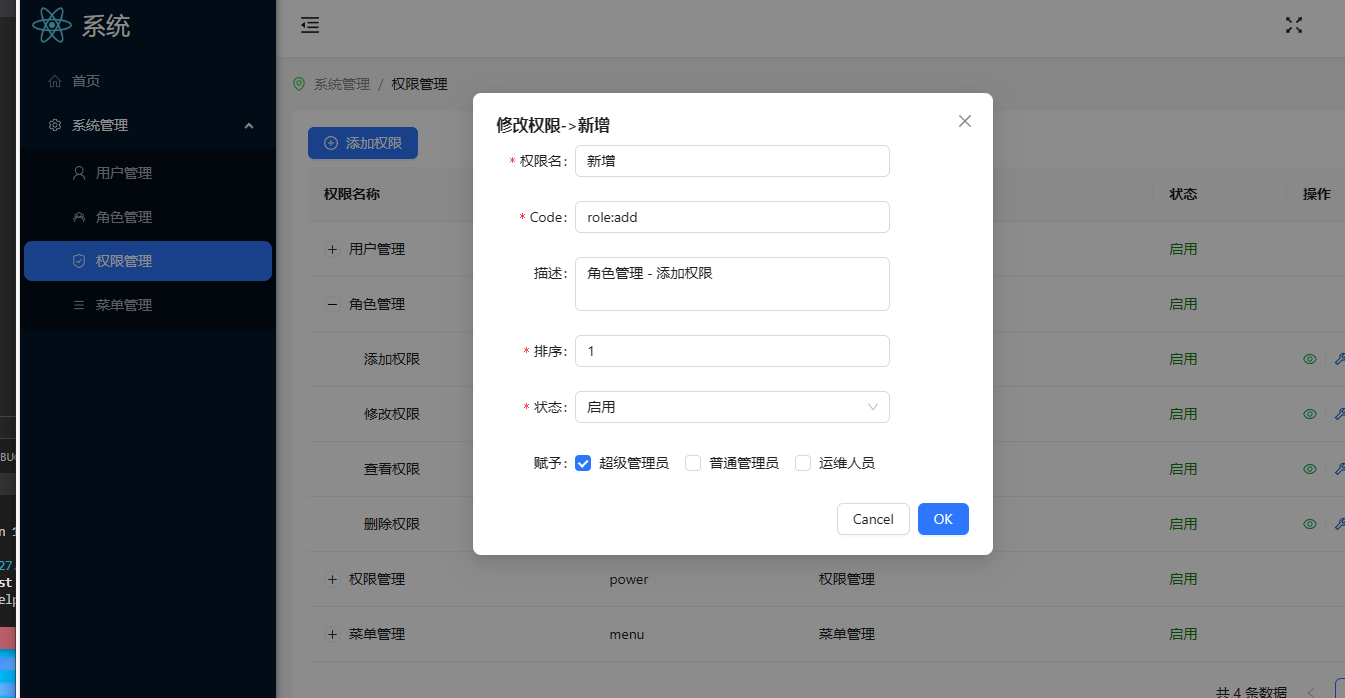 系统
首页
系统管理
用户管理
角色管理
权限管理
菜单管理
系统管理 / 权限管理
添加权限
权限名称 状态 操作
+ 用户管理 启用
− 角色管理 启用
添加权限 启用
修改权限 启用
查看权限 启用
删除权限 启用
+ 权限管理 power 权限管理 启用
+ 菜单管理 menu 菜单管理 启用
共 4 条数据
修改权限->新增
* 权限名: 新增
* Code: role:add
描述: 角色管理 - 添加权限
* 排序: 1
* 状态: 启用
赋予: 超级管理员 普通管理员 运维人员
Cancel OK